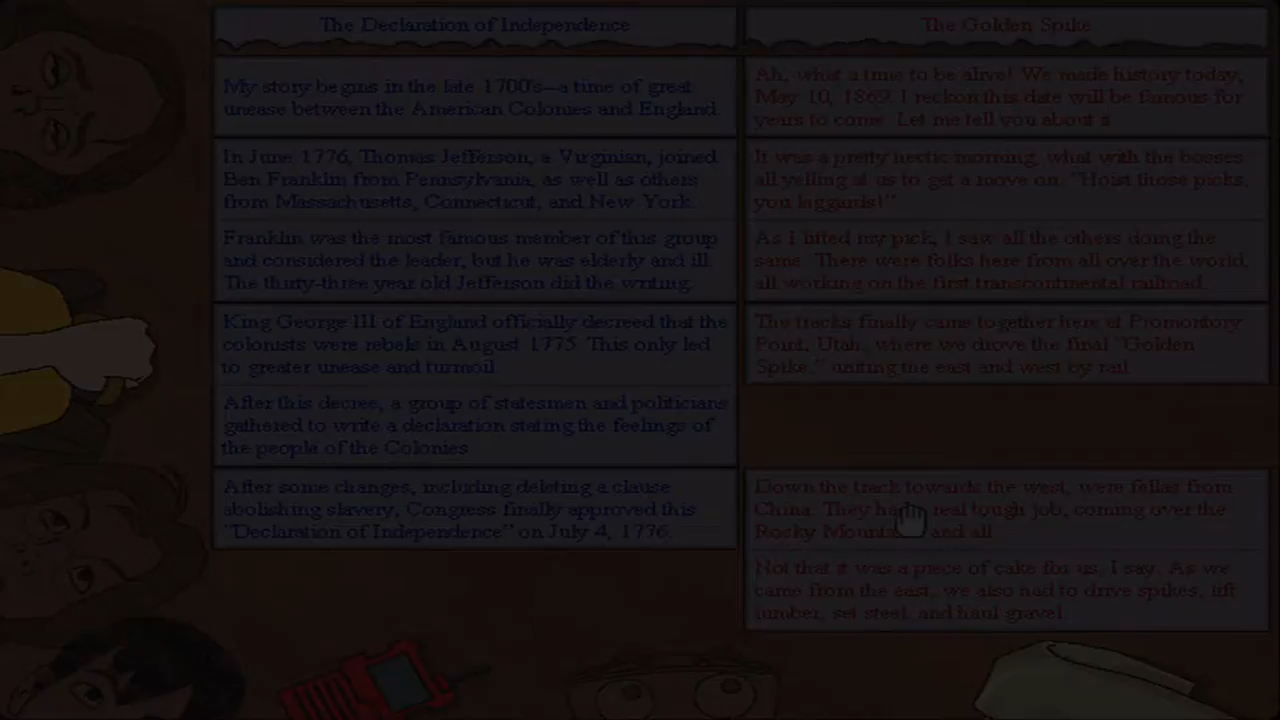 The Declaration of Independence
My story begins in the late 1700's--a time of great
unease between the American Colonies and England.
In June 1776, Thomas Jefferson, a Virginian, joined
Ben Franklin from Pennsylvania, as well as others
from Massachusetts, Connecticut, and New York.
Franklin was the most famous member of this group
and considered the leader, but he was elderly and ill.
The thirty-three year old Jefferson did the writing.
King George III of England officially decreed that the
colonists were rebels in August 1775. This only led
to greater unease and turmoil.
After this decree, a group of statesmen and politicians
gathered to write a declaration stating the feelings of
the people of the Colonies.
After some changes, including deleting a clause
abolishing slavery, Congress finally approved this
"Declaration of Independence" on July 4, 1776.
The Golden Spike
Ah, what a time to be alive! We made history today,
May 10, 1869. I reckon this date will be famous for
years to come. Let me tell you about it.
It was a pretty hectic morning, what with the bosses
all yelling at us to get a move on. "Hoist those picks,
you laggards!"
As I lifted my pick, I saw all the others doing the
same. There were folks here from all over the world,
all working on the first transcontinental railroad.
The tracks finally came together here at Promontory
Point, Utah, where we drove the final "Golden
Spike," uniting the east and west by rail.
Down the track towards the west, were fellas from
China. They had real tough job, coming over the
Rocky and all.
Not that it was a piece of cake for us, I say. As we
came from the east, we also had to drive spikes, lift
lumber, set steel, and haul gravel.